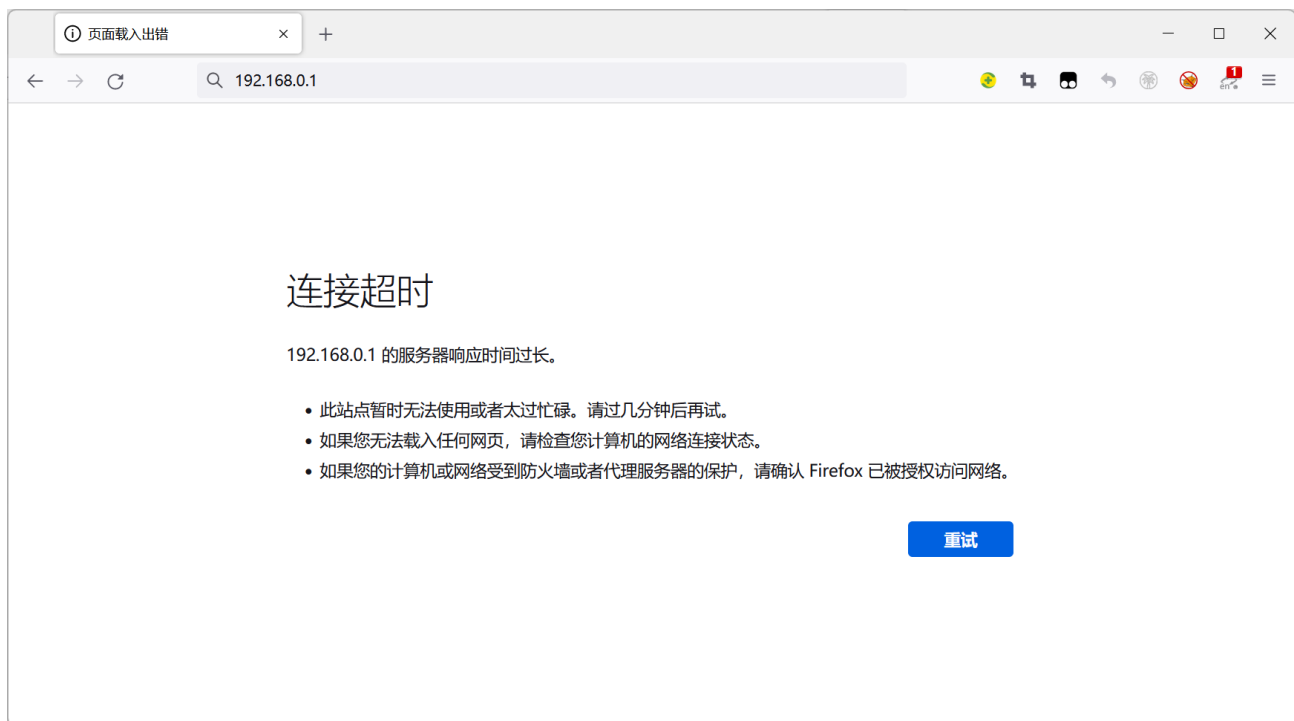 页面载入出错
192.168.0.1
1
en
连接超时
192.168.0.1 的服务器响应时间过长。
此站点暂时无法使用或者太过忙碌。请过几分钟后再试。
如果您无法载入任何网页，请检查您计算机的网络连接状态。
如果您的计算机或网络受到防火墙或者代理服务器的保护，请确认 Firefox 已被授权访问网络。
重试